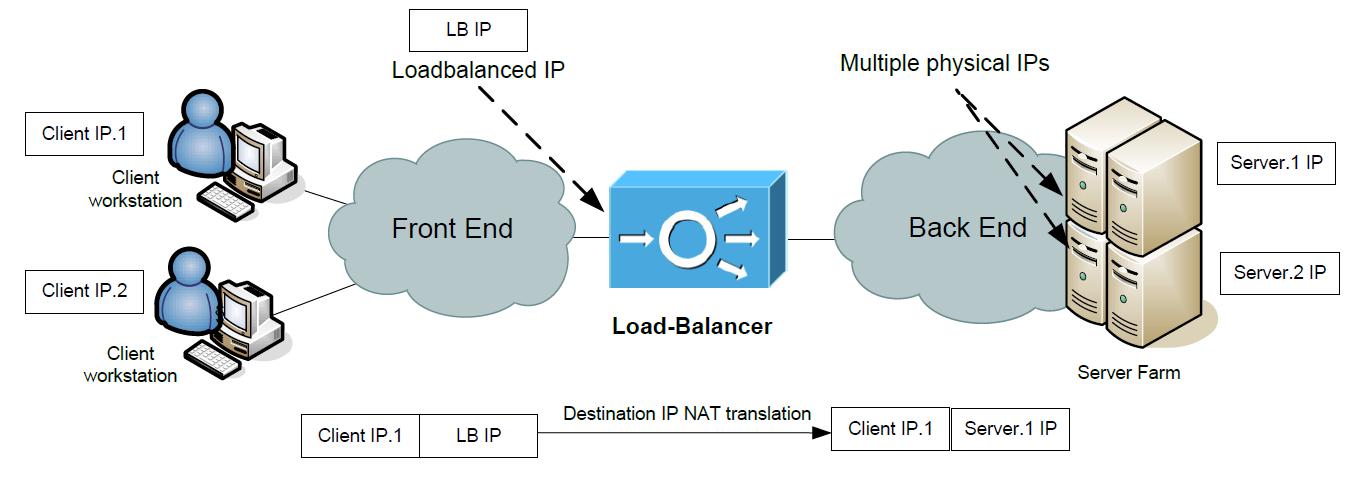 LB IP
Loadbalanced IP
Multiple physical IPs
Client IP.1
Client
workstation
Server.1 IP
Front End
Back End
Client IP.2
Server.2 IP
Load-Balancer
Client
workstation
Server Farm
Client IP.1
LB IP
Destination IP NAT translation
Client IP.1
Server.1 IP